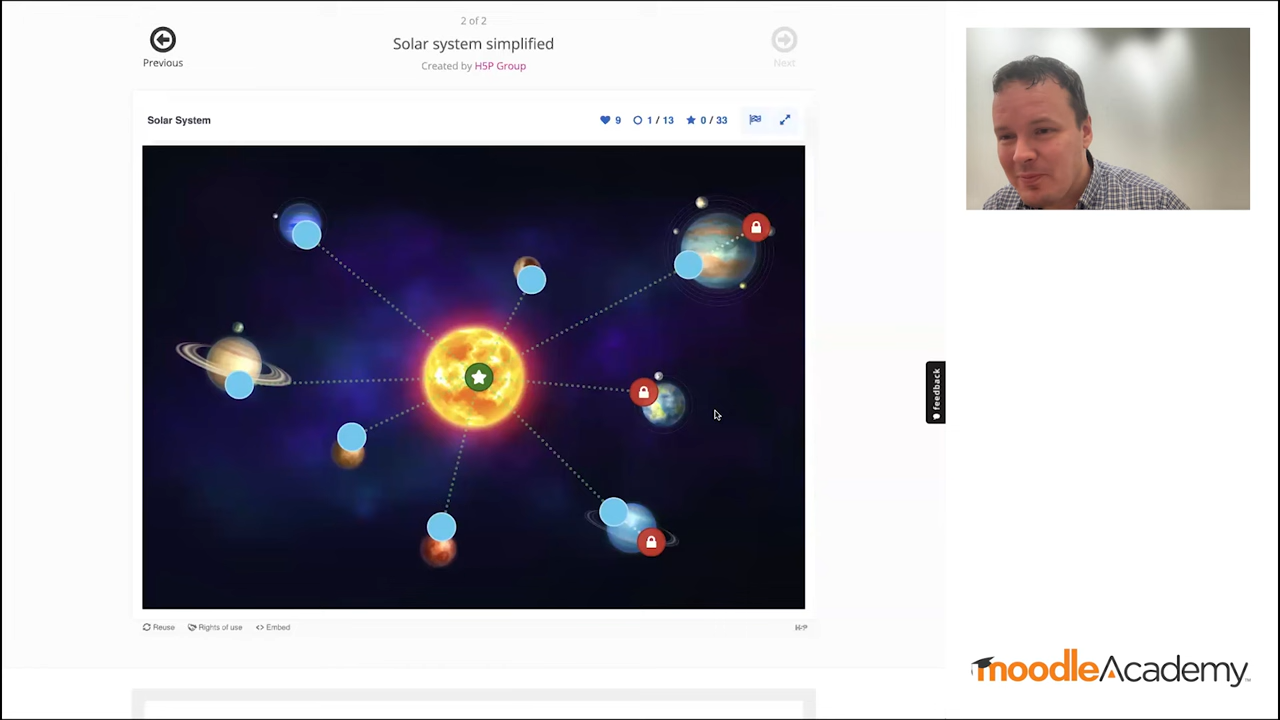 2 of 2
Previous
Solar system simplified
Next
Created by H5P Group
Solar System
9
1 / 13
0 / 33
feedback
Reuse
Rights of use
<> Embed
H5P
moodleAcademy